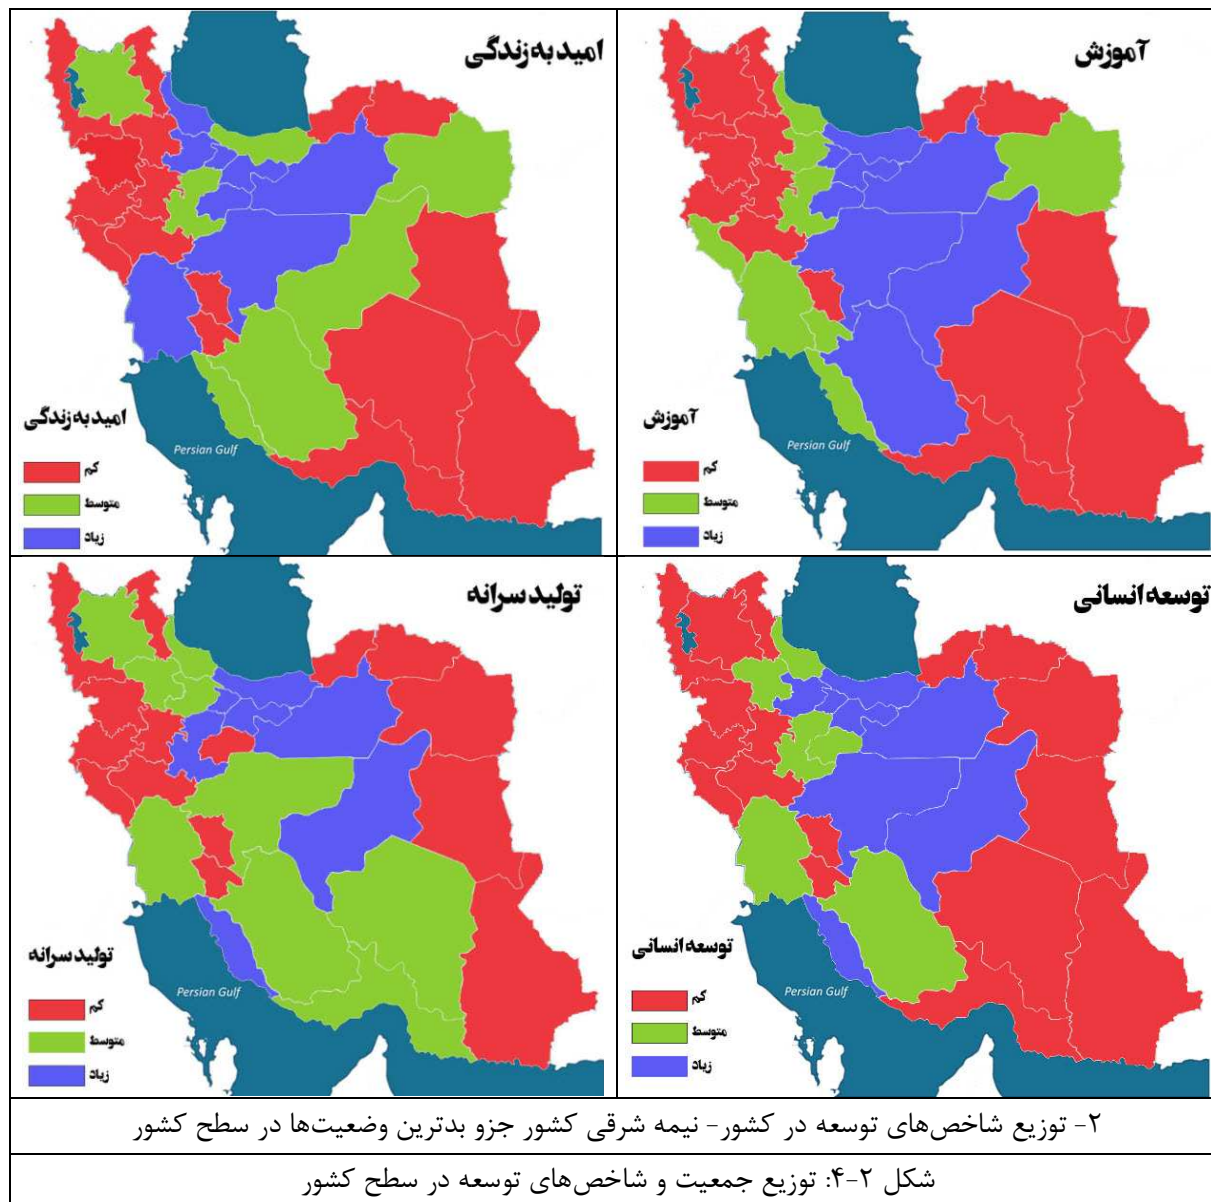 آموزش
آموزش
کم
متوسط
زیاد
Persian Gulf
امید به زندگی
امید به زندگی
کم
متوسط
زیاد
Persian Gulf
توسعه انسانی
توسعه انسانی
کم
متوسط
زیاد
Persian Gulf
تولید سرانه
تولید سرانه
کم
متوسط
زیاد
Persian Gulf
۲- توزیع شاخص‌های توسعه در کشور- نیمه شرقی کشور جزو بدترین وضعیت‌ها در سطح کشور
شکل ۲-۴: توزیع جمعیت و شاخص‌های توسعه در سطح کشور